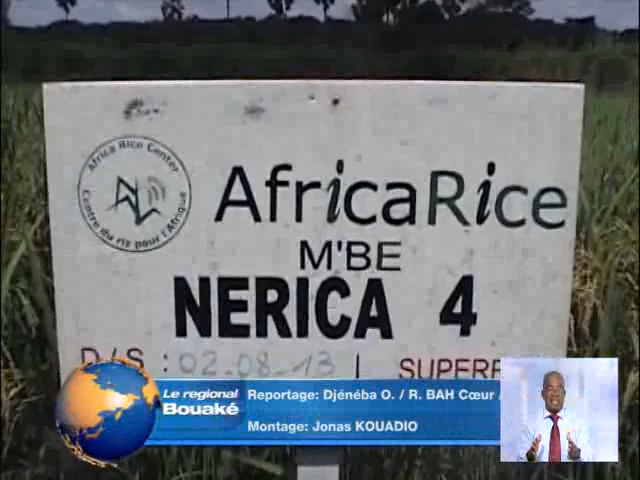 Africa Rice Center
Centre du riz pour l'Afrique
AfricaRice
M'BE
NERICA 4
D/S : 02-08-13 | SUPERF
Le regional
Bouaké
Reportage: Djénéba O. / R. BAH Cœur
Montage: Jonas KOUADIO